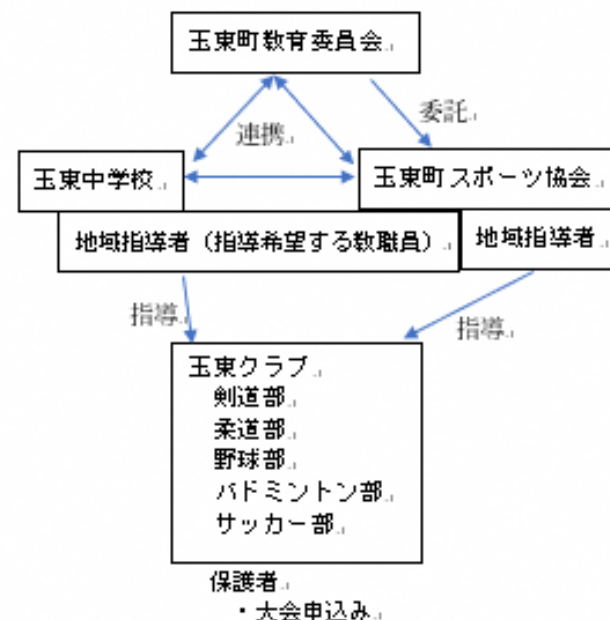 玉東町教育委員会
委託
連携
玉東中学校
玉東町スポーツ協会
地域指導者（指導希望する教職員）
地域指導者
指導
指導
玉東クラブ
剣道部
柔道部
野球部
バドミントン部
サッカー部
保護者
・大会申込み